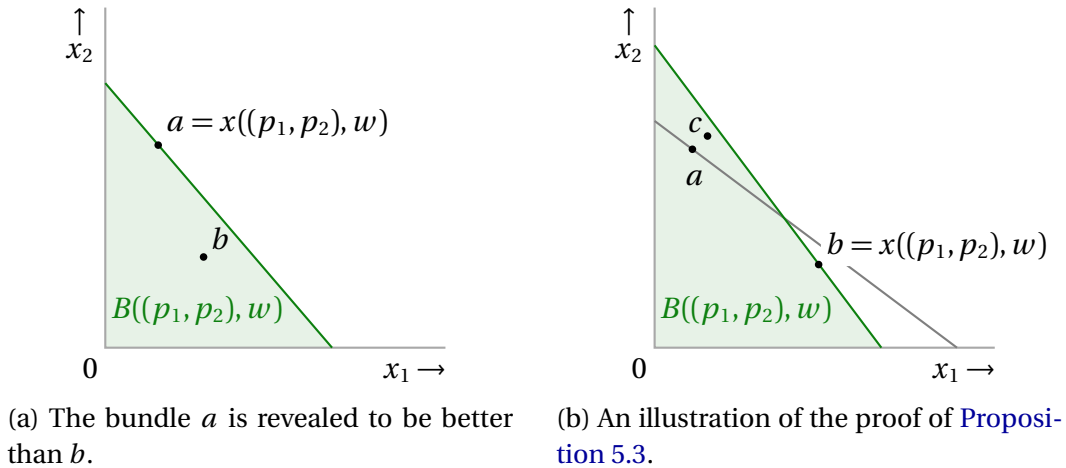 ↑
x₂
a = x((p₁, p₂), w)
b
B((p₁, p₂), w)
0
x₁ →
(a) The bundle a is revealed to be better
than b.
↑
x₂
c
a
b = x((p₁, p₂), w)
B((p₁, p₂), w)
0
x₁ →
(b) An illustration of the proof of Proposi-
tion 5.3.